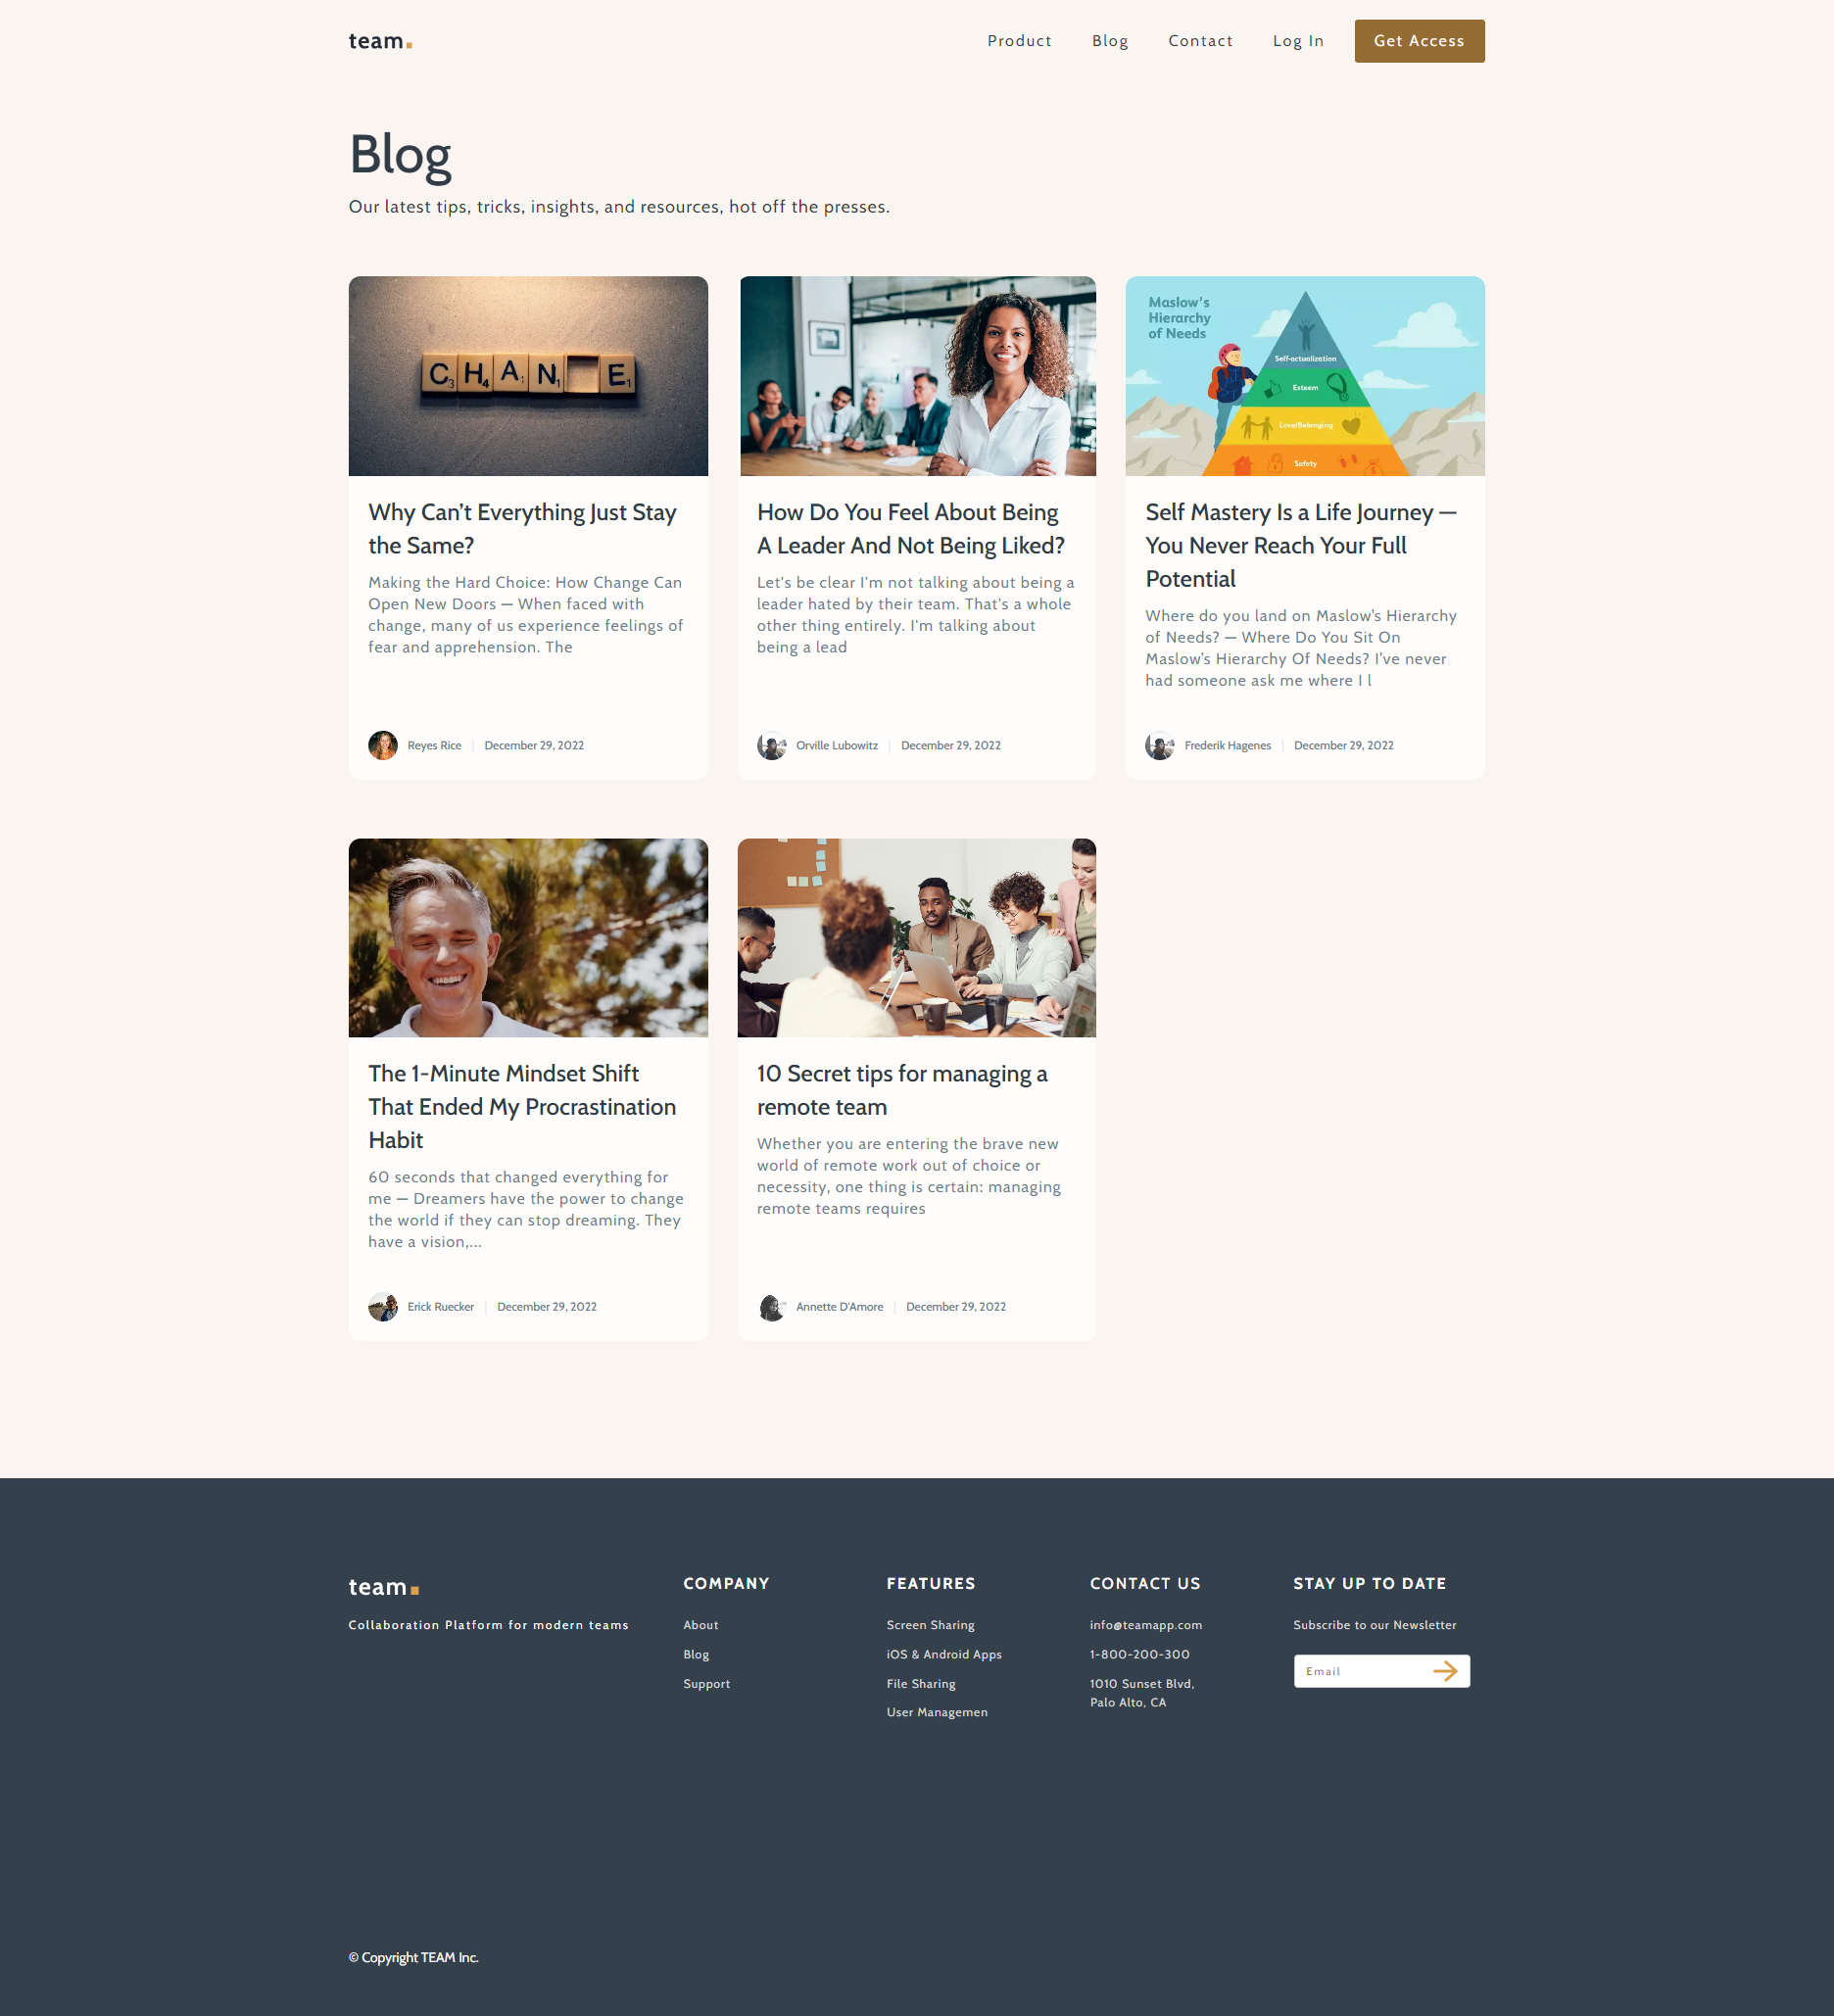 team.
Product Blog Contact Log In Get Access
Blog
Our latest tips, tricks, insights, and resources, hot off the presses.
C3 H4 A1 N1 E1
Why Can’t Everything Just Stay
the Same?
Making the Hard Choice: How Change Can
Open New Doors — When faced with
change, many of us experience feelings of
fear and apprehension. The
Reyes Rice | December 29, 2022
How Do You Feel About Being
A Leader And Not Being Liked?
Let's be clear I'm not talking about being a
leader hated by their team. That's a whole
other thing entirely. I'm talking about
being a lead
Orville Lubowitz | December 29, 2022
Maslow's
Hierarchy
of Needs
Self-actualization
Esteem
Love/Belonging
Safety
Self Mastery Is a Life Journey —
You Never Reach Your Full
Potential
Where do you land on Maslow’s Hierarchy
of Needs? — Where Do You Sit On
Maslow’s Hierarchy Of Needs? I’ve never
had someone ask me where I l
Frederik Hagenes | December 29, 2022
The 1-Minute Mindset Shift
That Ended My Procrastination
Habit
60 seconds that changed everything for
me — Dreamers have the power to change
the world if they can stop dreaming. They
have a vision,...
Erick Ruecker | December 29, 2022
10 Secret tips for managing a
remote team
Whether you are entering the brave new
world of remote work out of choice or
necessity, one thing is certain: managing
remote teams requires
Annette D'Amore | December 29, 2022
team.
Collaboration Platform for modern teams
COMPANY
About
Blog
Support
FEATURES
Screen Sharing
iOS & Android Apps
File Sharing
User Managemen
CONTACT US
info@teamapp.com
1-800-200-300
1010 Sunset Blvd,
Palo Alto, CA
STAY UP TO DATE
Subscribe to our Newsletter
Email
© Copyright TEAM Inc.